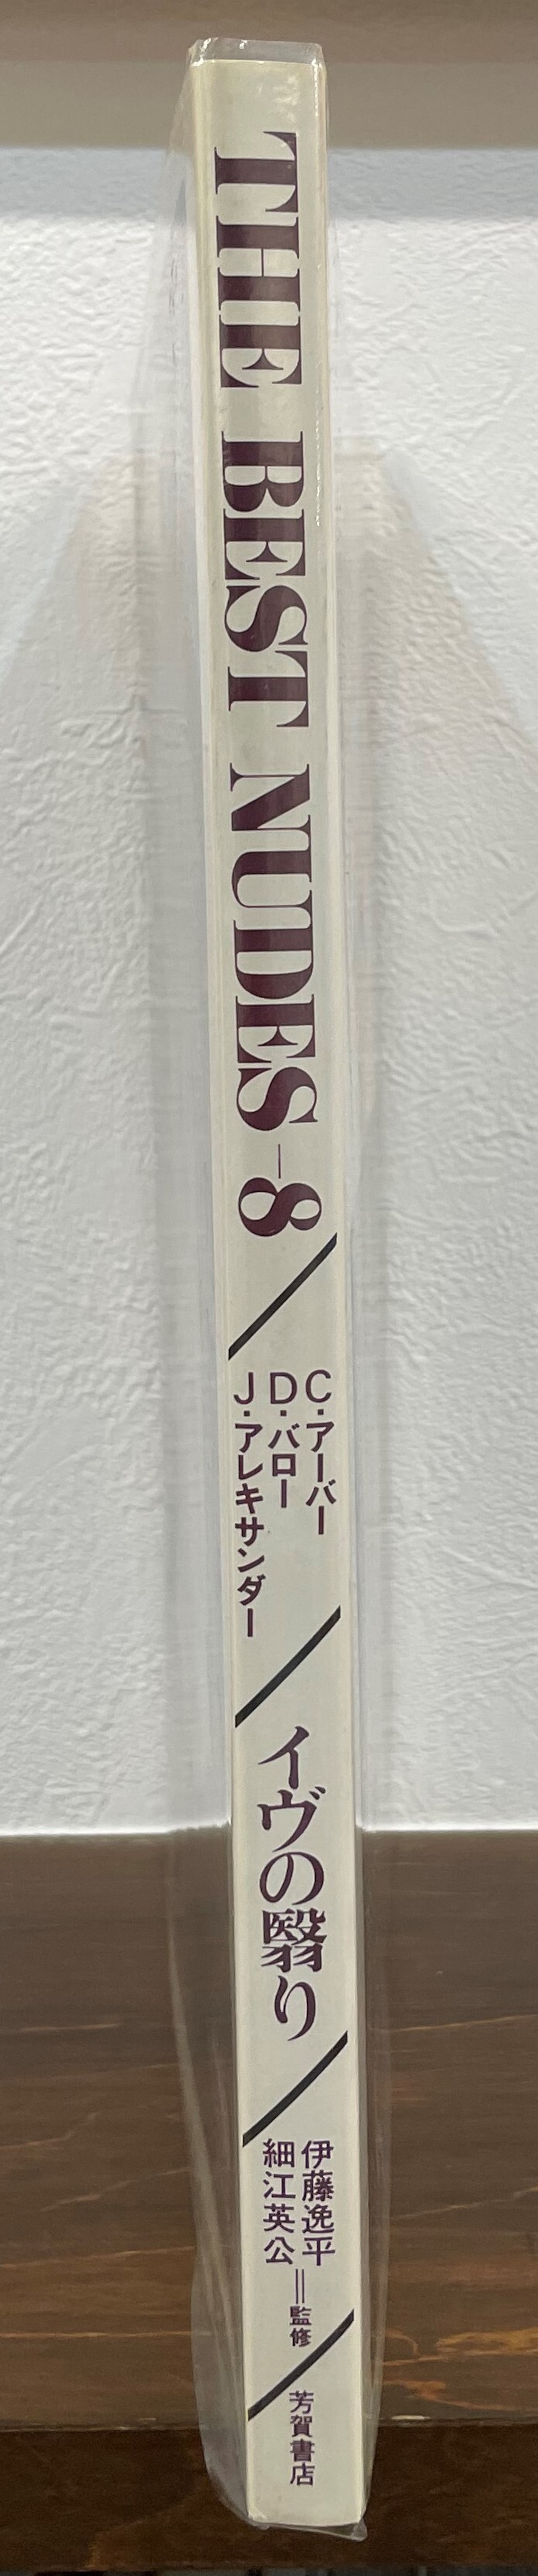 THE BEST NUDES-8
C・アーバー
D・バロー
J・アレキサンダー
イヴの翳り
伊藤逸平
細江英公
＝監修
芳賀書店